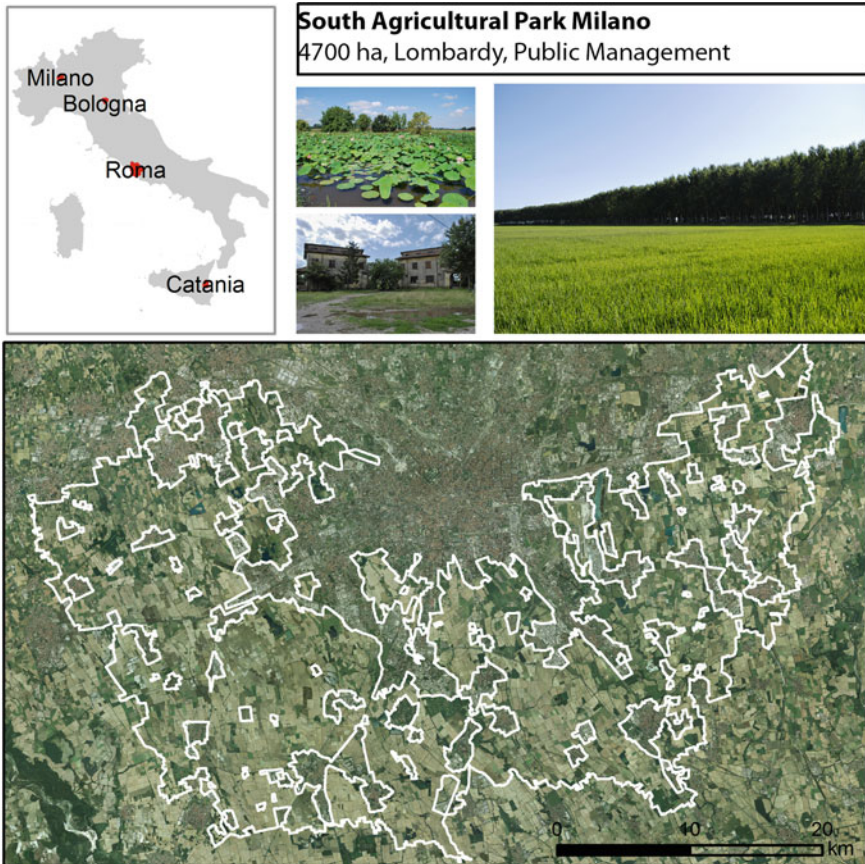 South Agricultural Park Milano
4700 ha, Lombardy, Public Management
Milano
Bologna
Roma
Catania
0 10 20
km